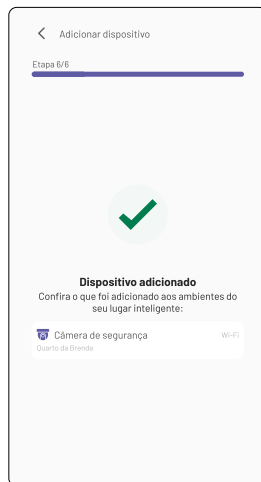 Adicionar dispositivo
Etapa 6/6
Dispositivo adicionado
Confira o que foi adicionado aos ambientes do
seu lugar inteligente:
Câmera de segurança Wi-Fi
Quarto da Brenda